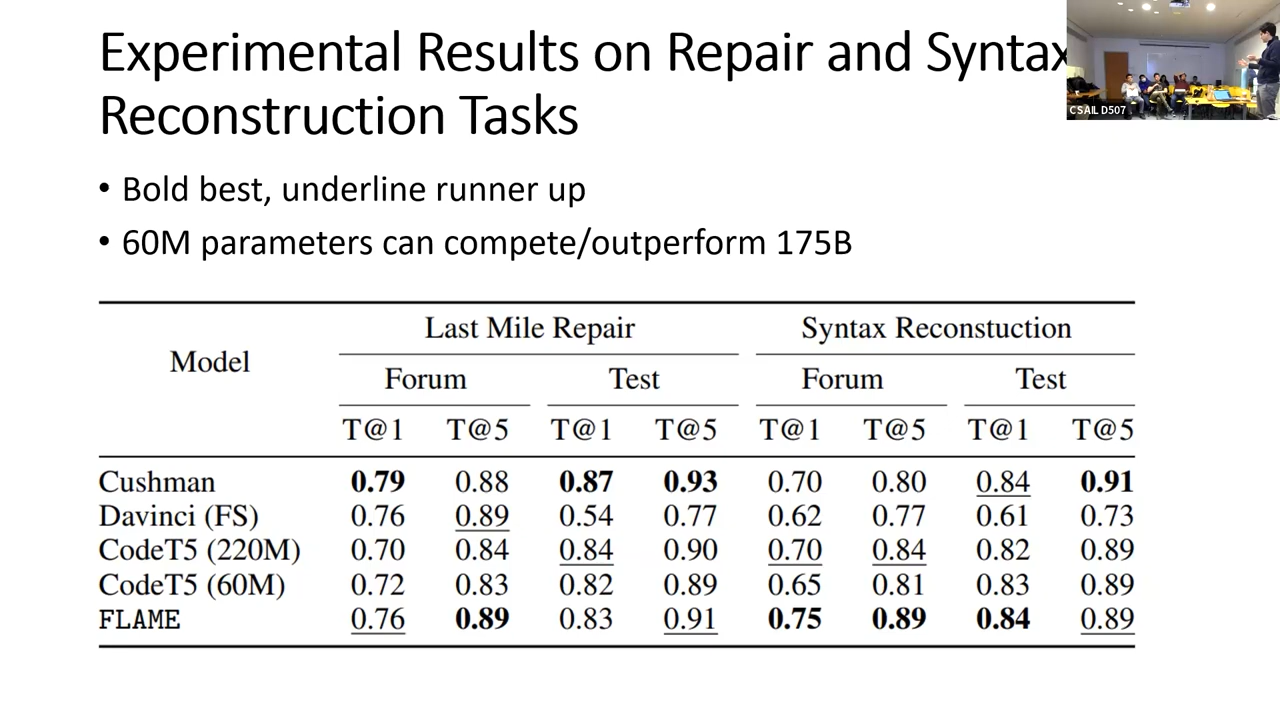 Experimental Results on Repair and Syntax
Reconstruction Tasks
• Bold best, underline runner up
• 60M parameters can compete/outperform 175B
Model Last Mile Repair Syntax Reconstuction
Forum Test Forum Test
T@1 T@5 T@1 T@5 T@1 T@5 T@1 T@5
Cushman 0.79 0.88 0.87 0.93 0.70 0.80 0.84 0.91
Davinci (FS) 0.76 0.89 0.54 0.77 0.62 0.77 0.61 0.73
CodeT5 (220M) 0.70 0.84 0.84 0.90 0.70 0.84 0.82 0.89
CodeT5 (60M) 0.72 0.83 0.82 0.89 0.65 0.81 0.83 0.89
FLAME 0.76 0.89 0.83 0.91 0.75 0.89 0.84 0.89
CSAIL D507